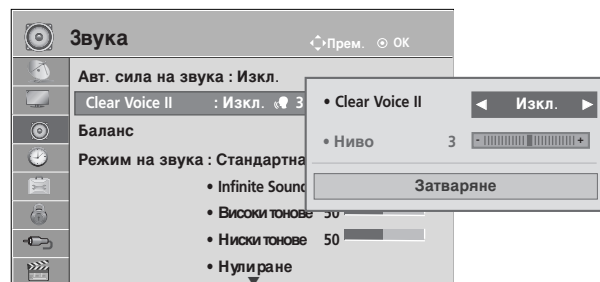 Звука
Прем. OK
Авт. сила на звука : Изкл.
Clear Voice II : Изкл. 3
Баланс
Режим на звука : Стандартна
• Infinite Sound
• Високи тонове 50
• Ниски тонове 50
• Нулиране
• Clear Voice II ◀ Изкл. ▶
• Ниво 3 - +
Затваряне